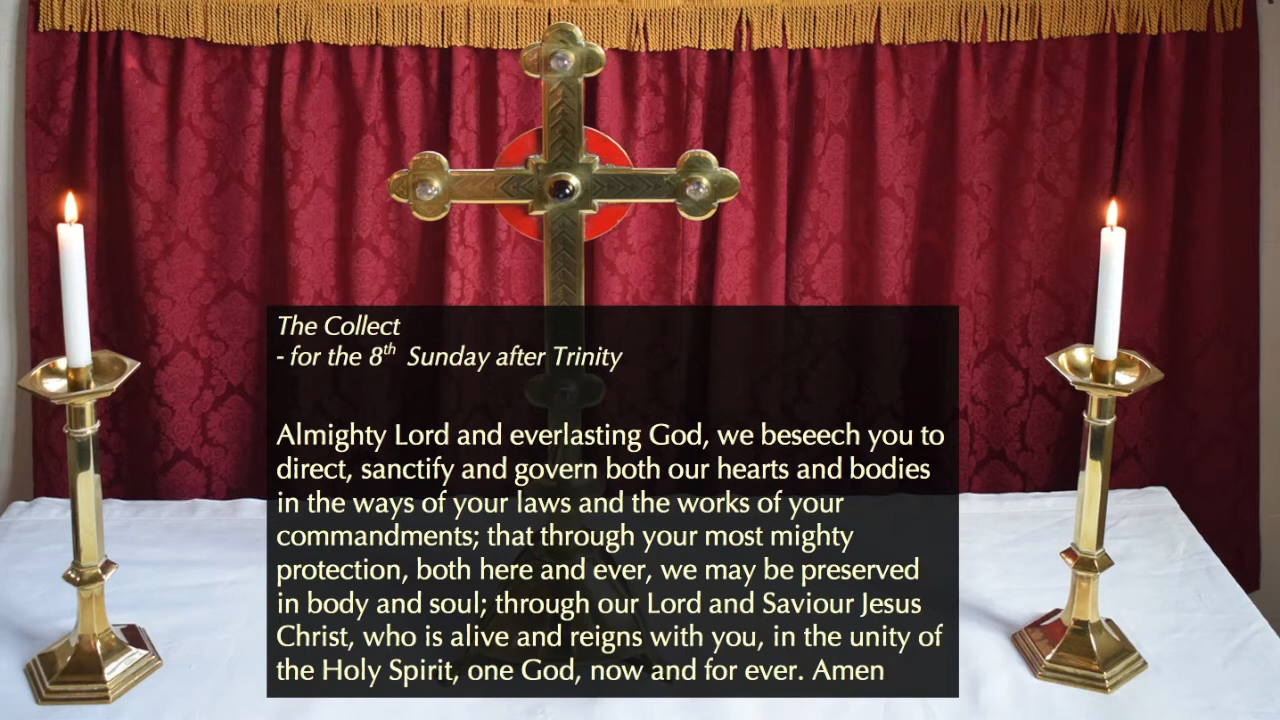 The Collect
- for the 8th Sunday after Trinity
Almighty Lord and everlasting God, we beseech you to
direct, sanctify and govern both our hearts and bodies
in the ways of your laws and the works of your
commandments; that through your most mighty
protection, both here and ever, we may be preserved
in body and soul; through our Lord and Saviour Jesus
Christ, who is alive and reigns with you, in the unity of
the Holy Spirit, one God, now and for ever. Amen